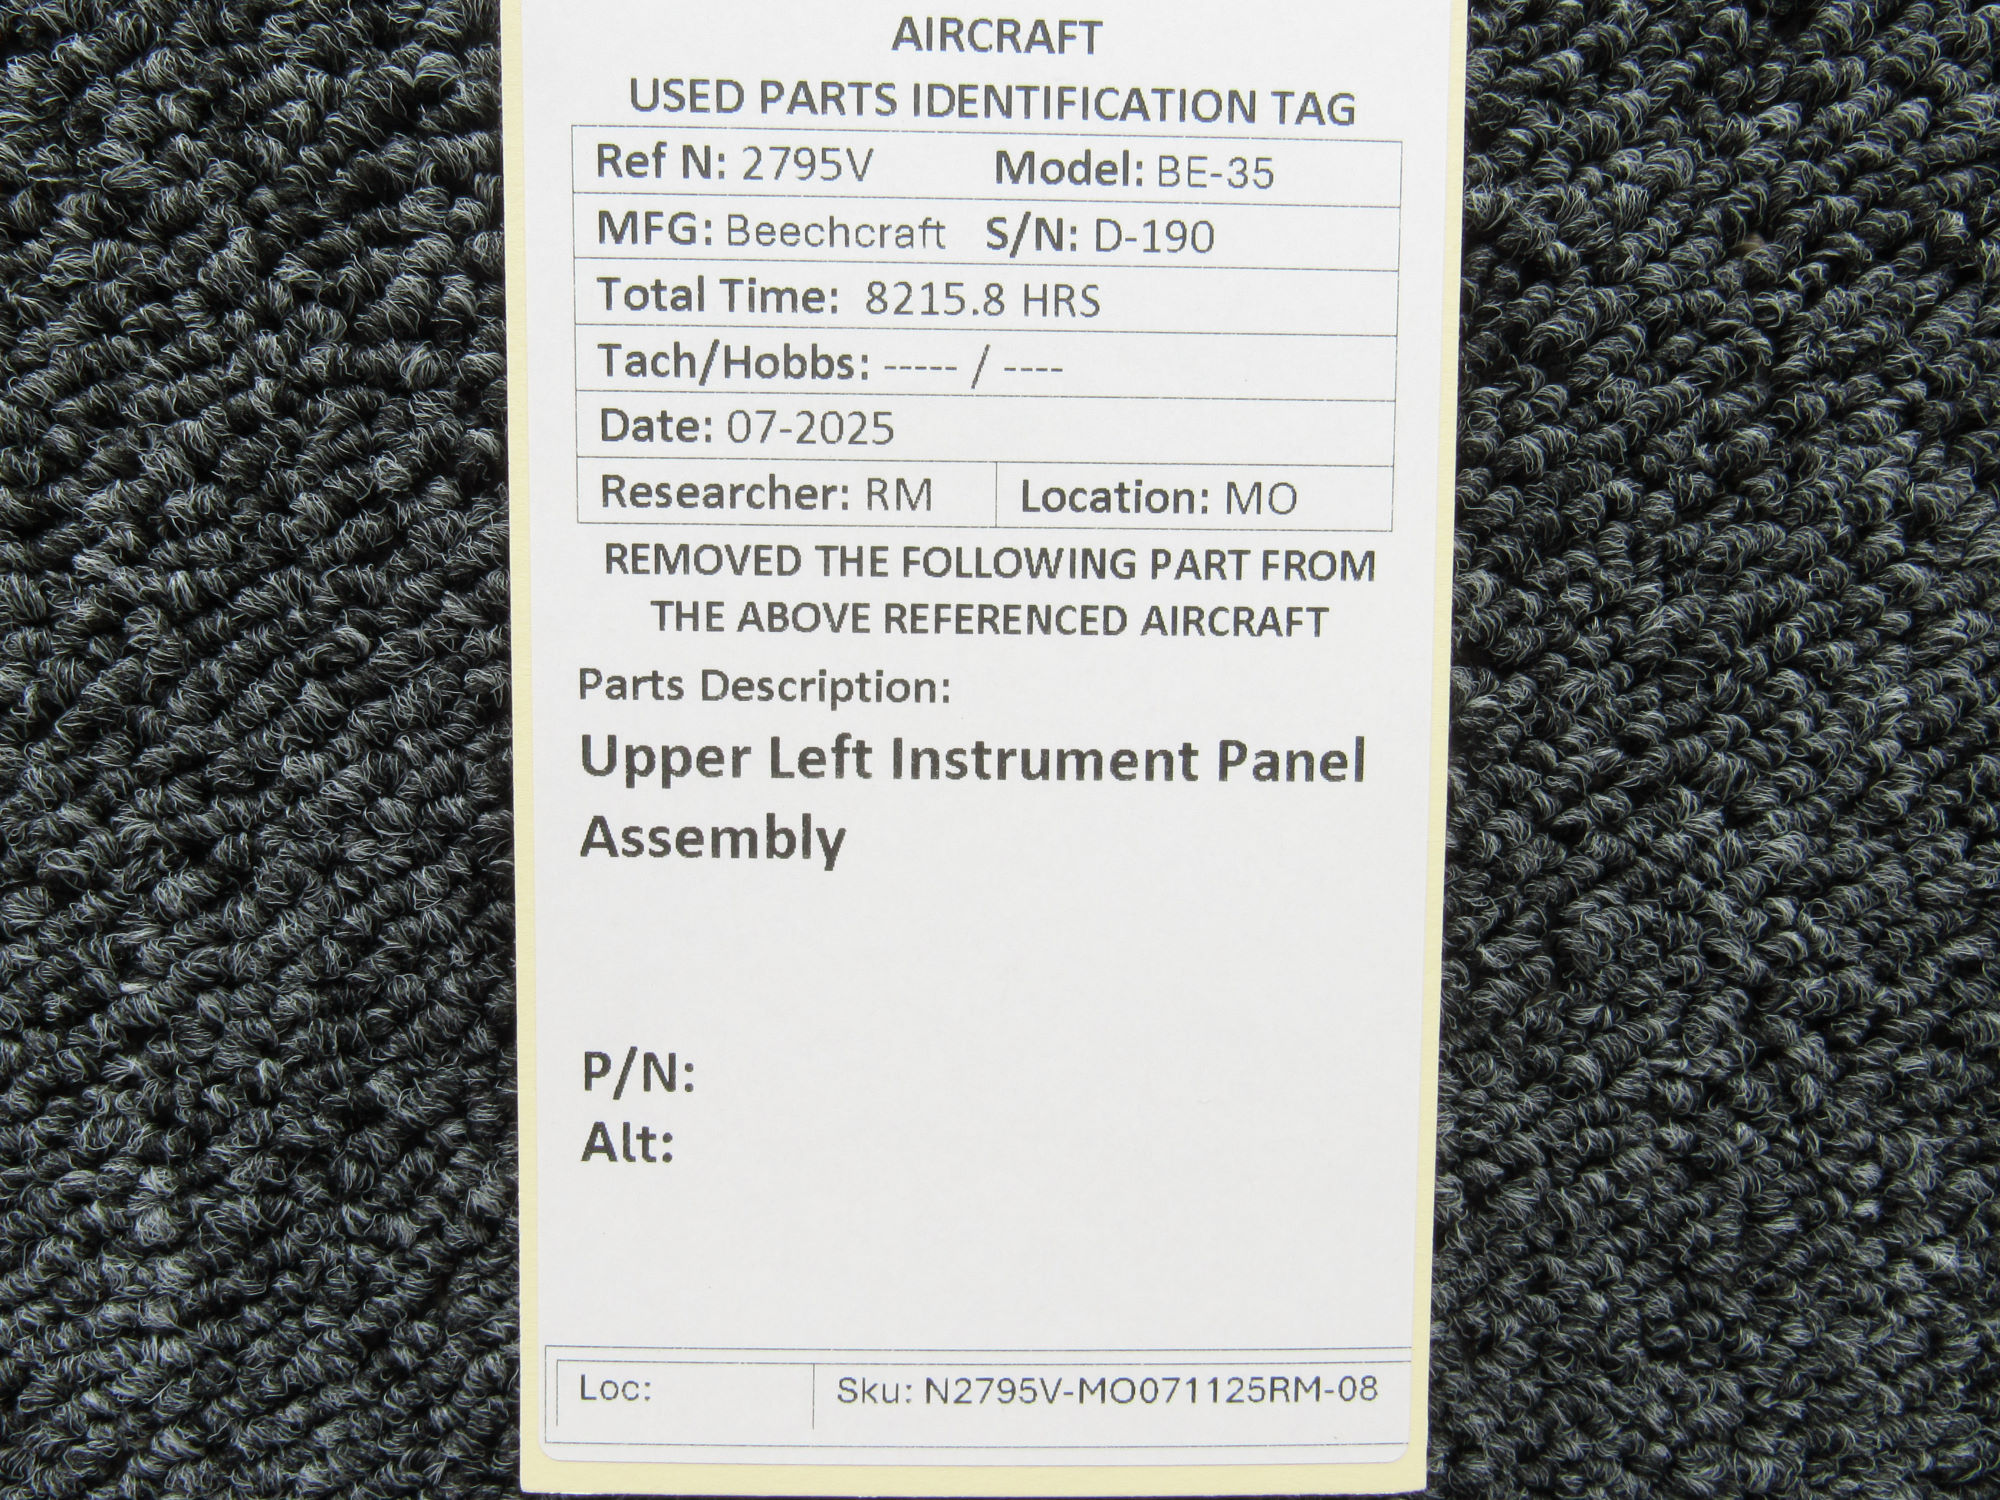 AIRCRAFT
USED PARTS IDENTIFICATION TAG
Ref N: 2795V Model: BE-35
MFG: Beechcraft S/N: D-190
Total Time: 8215.8 HRS
Tach/Hobbs: ----- / ----
Date: 07-2025
Researcher: RM Location: MO
REMOVED THE FOLLOWING PART FROM
THE ABOVE REFERENCED AIRCRAFT
Parts Description:
Upper Left Instrument Panel
Assembly
P/N:
Alt:
Loc: Sku: N2795V-MO071125RM-08